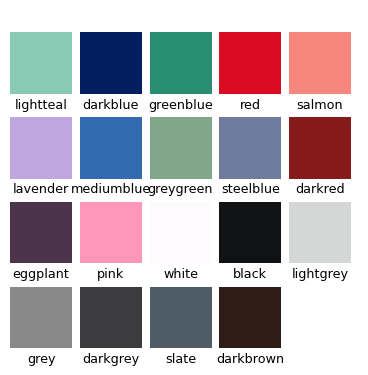 lightteal darkblue greenblue red salmon
lavender mediumblue greygreen steelblue darkred
eggplant pink white black lightgrey
grey darkgrey slate darkbrown